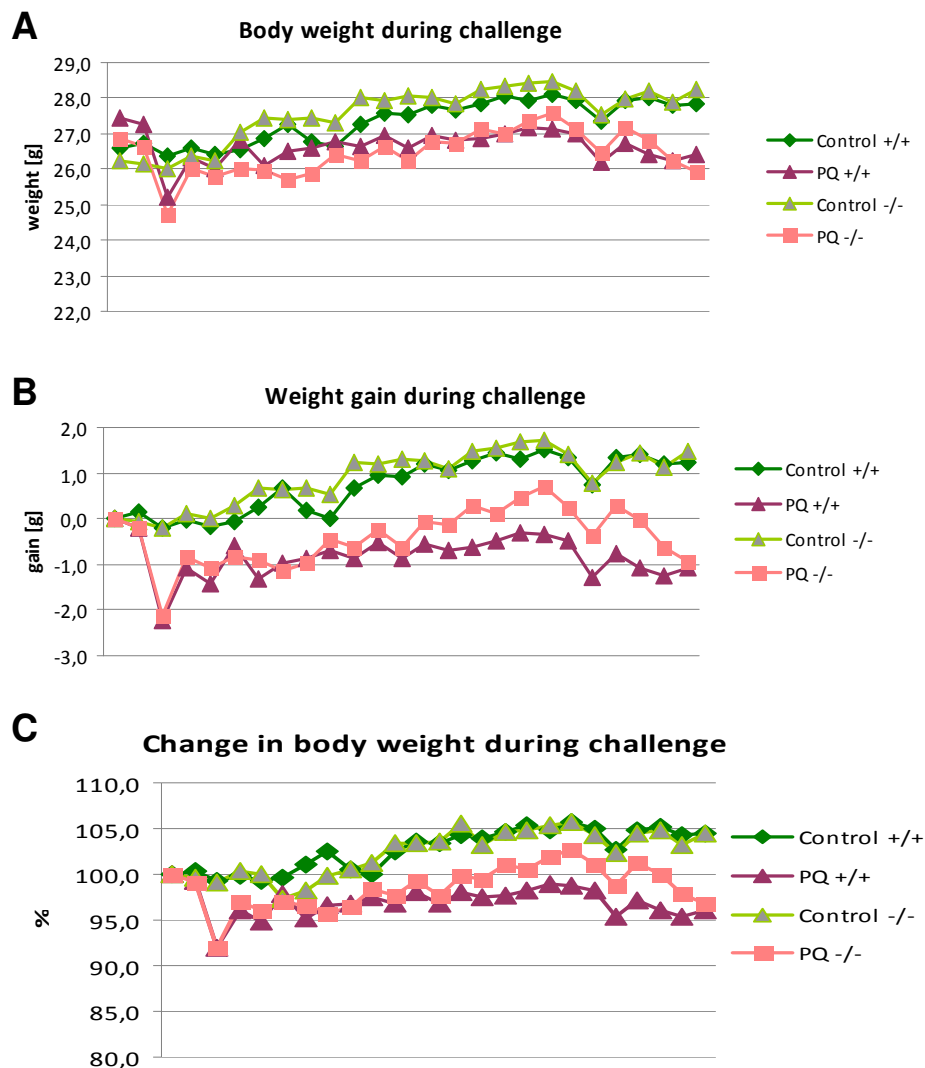 A
Body weight during challenge
weight [g]
29,0
28,0
27,0
26,0
25,0
24,0
23,0
22,0
Control +/+
PQ +/+
Control -/-
PQ -/-
B
Weight gain during challenge
gain [g]
2,0
1,0
0,0
-1,0
-2,0
-3,0
Control +/+
PQ +/+
Control -/-
PQ -/-
C
Change in body weight during challenge
%
110,0
105,0
100,0
95,0
90,0
85,0
80,0
Control +/+
PQ +/+
Control -/-
PQ -/-